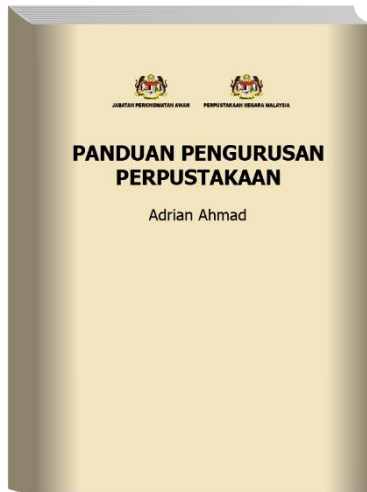 JABATAN PERKHIDMATAN AWAM
PERPUSTAKAAN NEGARA MALAYSIA
PANDUAN PENGURUSAN
PERPUSTAKAAN
Adrian Ahmad